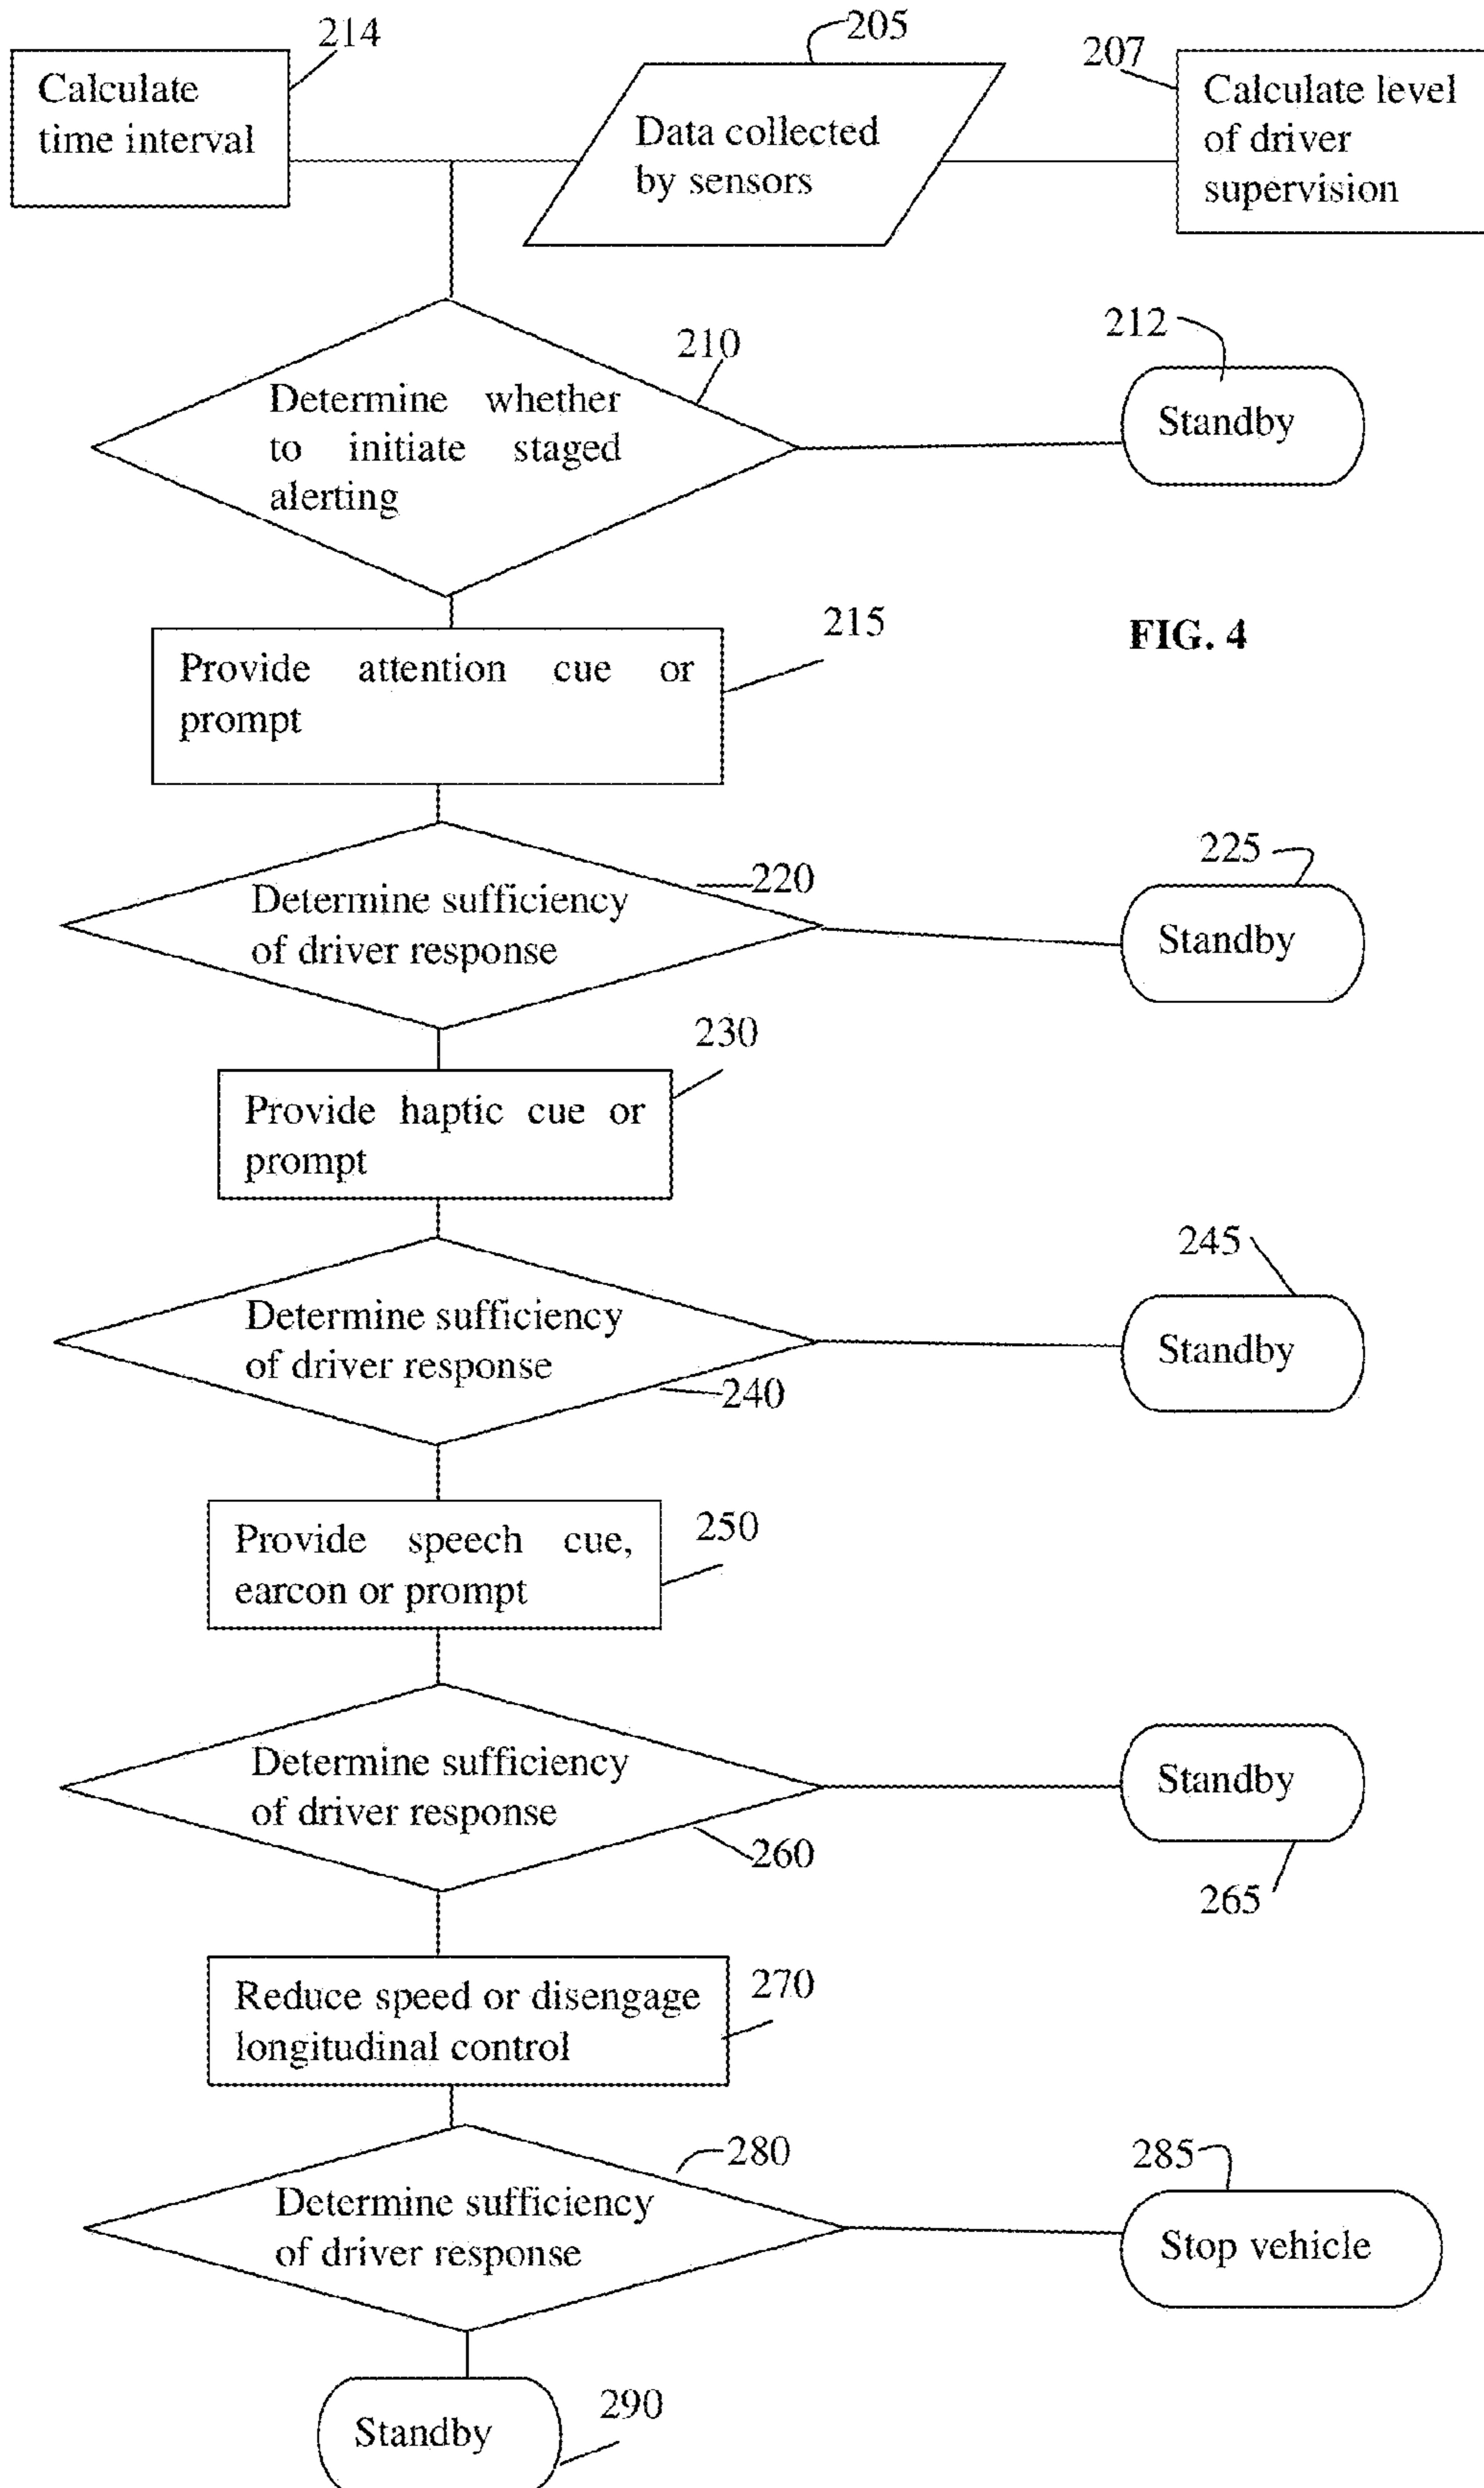 214
205
207
Calculate
time interval
Data collected
by sensors
Calculate level
of driver
supervision
210
212
Determine whether
to initiate staged
alerting
Standby
215
FIG. 4
Provide attention cue or
prompt
220
225
Determine sufficiency
of driver response
Standby
230
Provide haptic cue or
prompt
245
Determine sufficiency
of driver response
Standby
240
250
Provide speech cue,
earcon or prompt
Determine sufficiency
of driver response
Standby
260
265
270
Reduce speed or disengage
longitudinal control
280
285
Determine sufficiency
of driver response
Stop vehicle
290
Standby